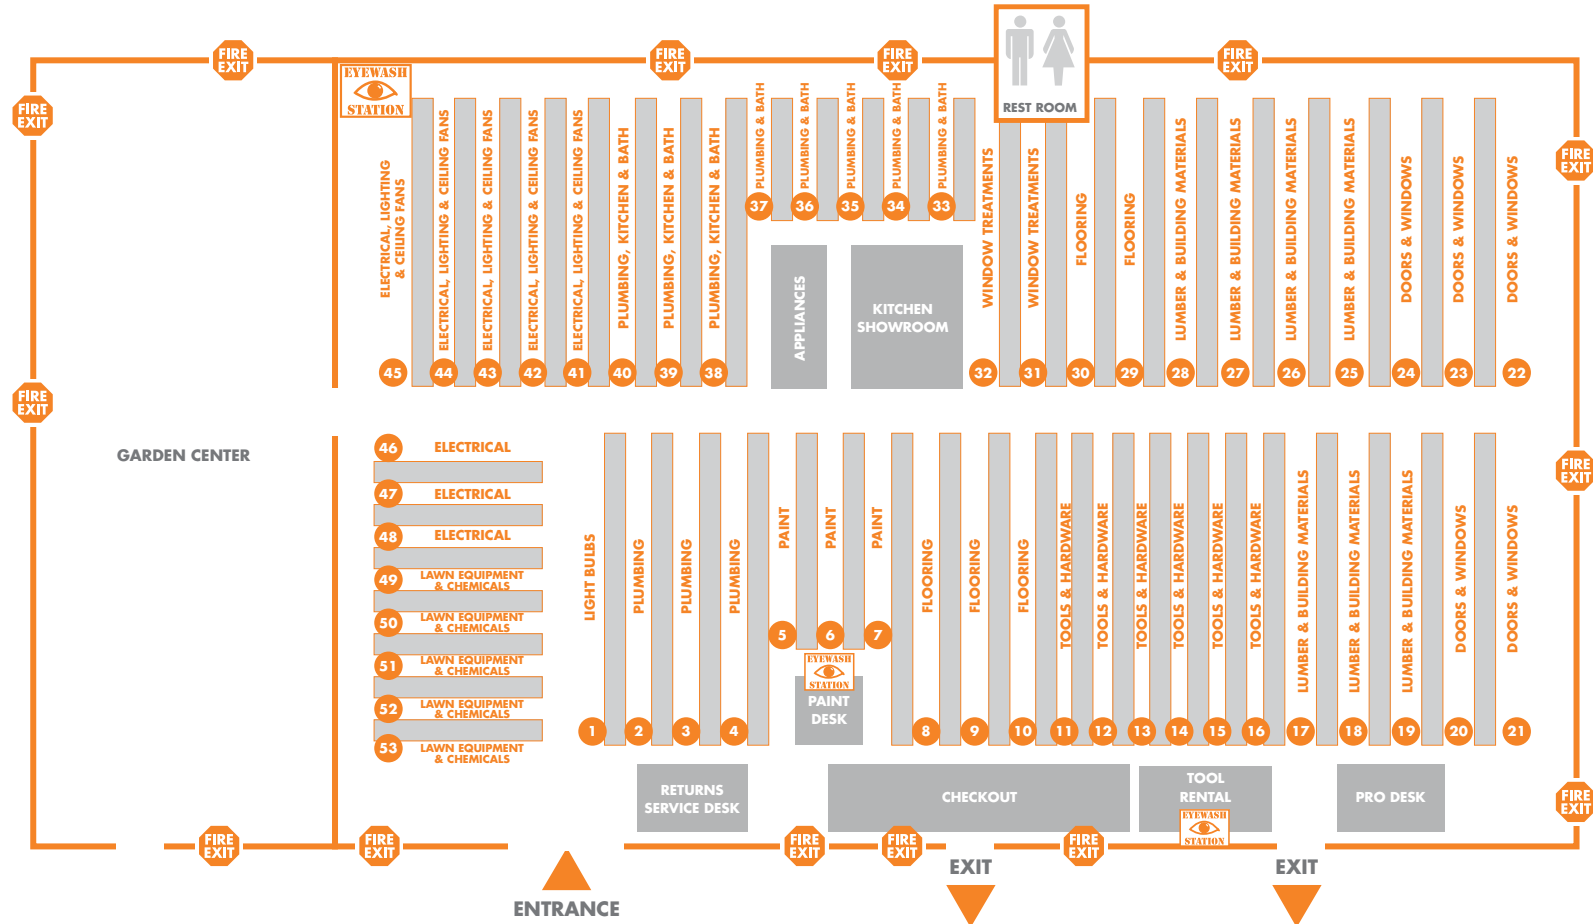 FIRE
EXIT
FIRE
EXIT
FIRE
EXIT
FIRE
EXIT
REST ROOM
EYEWASH
STATION
FIRE
EXIT
FIRE
EXIT
FIRE
EXIT
ELECTRICAL, LIGHTING
& CEILING FANS
ELECTRICAL, LIGHTING & CEILING FANS
ELECTRICAL, LIGHTING & CEILING FANS
ELECTRICAL, LIGHTING & CEILING FANS
ELECTRICAL, LIGHTING & CEILING FANS
PLUMBING, KITCHEN & BATH
PLUMBING, KITCHEN & BATH
PLUMBING, KITCHEN & BATH
PLUMBING & BATH
PLUMBING & BATH
PLUMBING & BATH
PLUMBING & BATH
PLUMBING & BATH
37
36
35
34
33
WINDOW TREATMENTS
WINDOW TREATMENTS
FLOORING
FLOORING
LUMBER & BUILDING MATERIALS
LUMBER & BUILDING MATERIALS
LUMBER & BUILDING MATERIALS
LUMBER & BUILDING MATERIALS
DOORS & WINDOWS
DOORS & WINDOWS
DOORS & WINDOWS
APPLIANCES
KITCHEN
SHOWROOM
45
44
43
42
41
40
39
38
32
31
30
29
28
27
26
25
24
23
22
GARDEN CENTER
46
ELECTRICAL
47
ELECTRICAL
48
ELECTRICAL
49
LAWN EQUIPMENT
& CHEMICALS
50
LAWN EQUIPMENT
& CHEMICALS
51
LAWN EQUIPMENT
& CHEMICALS
52
LAWN EQUIPMENT
& CHEMICALS
53
LAWN EQUIPMENT
& CHEMICALS
FIRE
EXIT
LIGHT BULBS
PLUMBING
PLUMBING
PLUMBING
PAINT
PAINT
PAINT
FLOORING
FLOORING
FLOORING
TOOLS & HARDWARE
TOOLS & HARDWARE
TOOLS & HARDWARE
TOOLS & HARDWARE
TOOLS & HARDWARE
TOOLS & HARDWARE
LUMBER & BUILDING MATERIALS
LUMBER & BUILDING MATERIALS
LUMBER & BUILDING MATERIALS
DOORS & WINDOWS
DOORS & WINDOWS
5
6
7
EYEWASH
STATION
PAINT
DESK
1
2
3
4
8
9
10
11
12
13
14
15
16
17
18
19
20
21
RETURNS
SERVICE DESK
CHECKOUT
TOOL
RENTAL
EYEWASH
STATION
PRO DESK
FIRE
EXIT
FIRE
EXIT
FIRE
EXIT
FIRE
EXIT
FIRE
EXIT
FIRE
EXIT
ENTRANCE
EXIT
EXIT